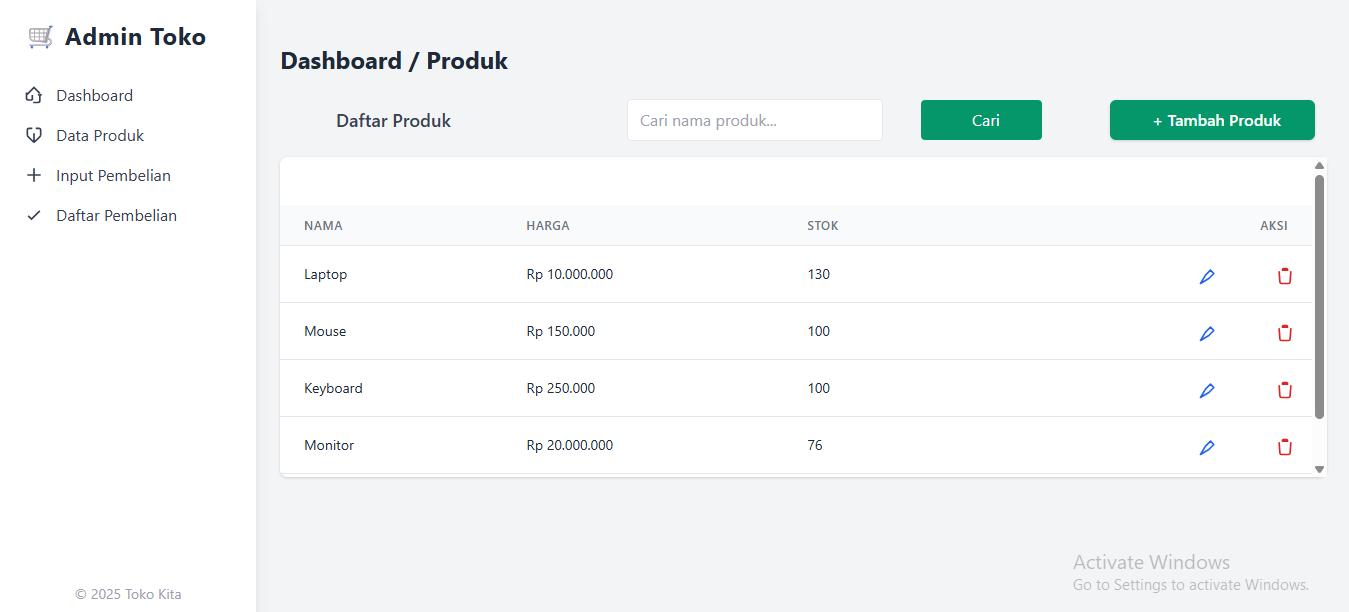 Admin Toko
Dashboard
Data Produk
Input Pembelian
Daftar Pembelian
© 2025 Toko Kita
Dashboard / Produk
Daftar Produk
Cari nama produk...
Cari
+ Tambah Produk
NAMA HARGA STOK AKSI
Laptop Rp 10.000.000 130
Mouse Rp 150.000 100
Keyboard Rp 250.000 100
Monitor Rp 20.000.000 76
Activate Windows
Go to Settings to activate Windows.